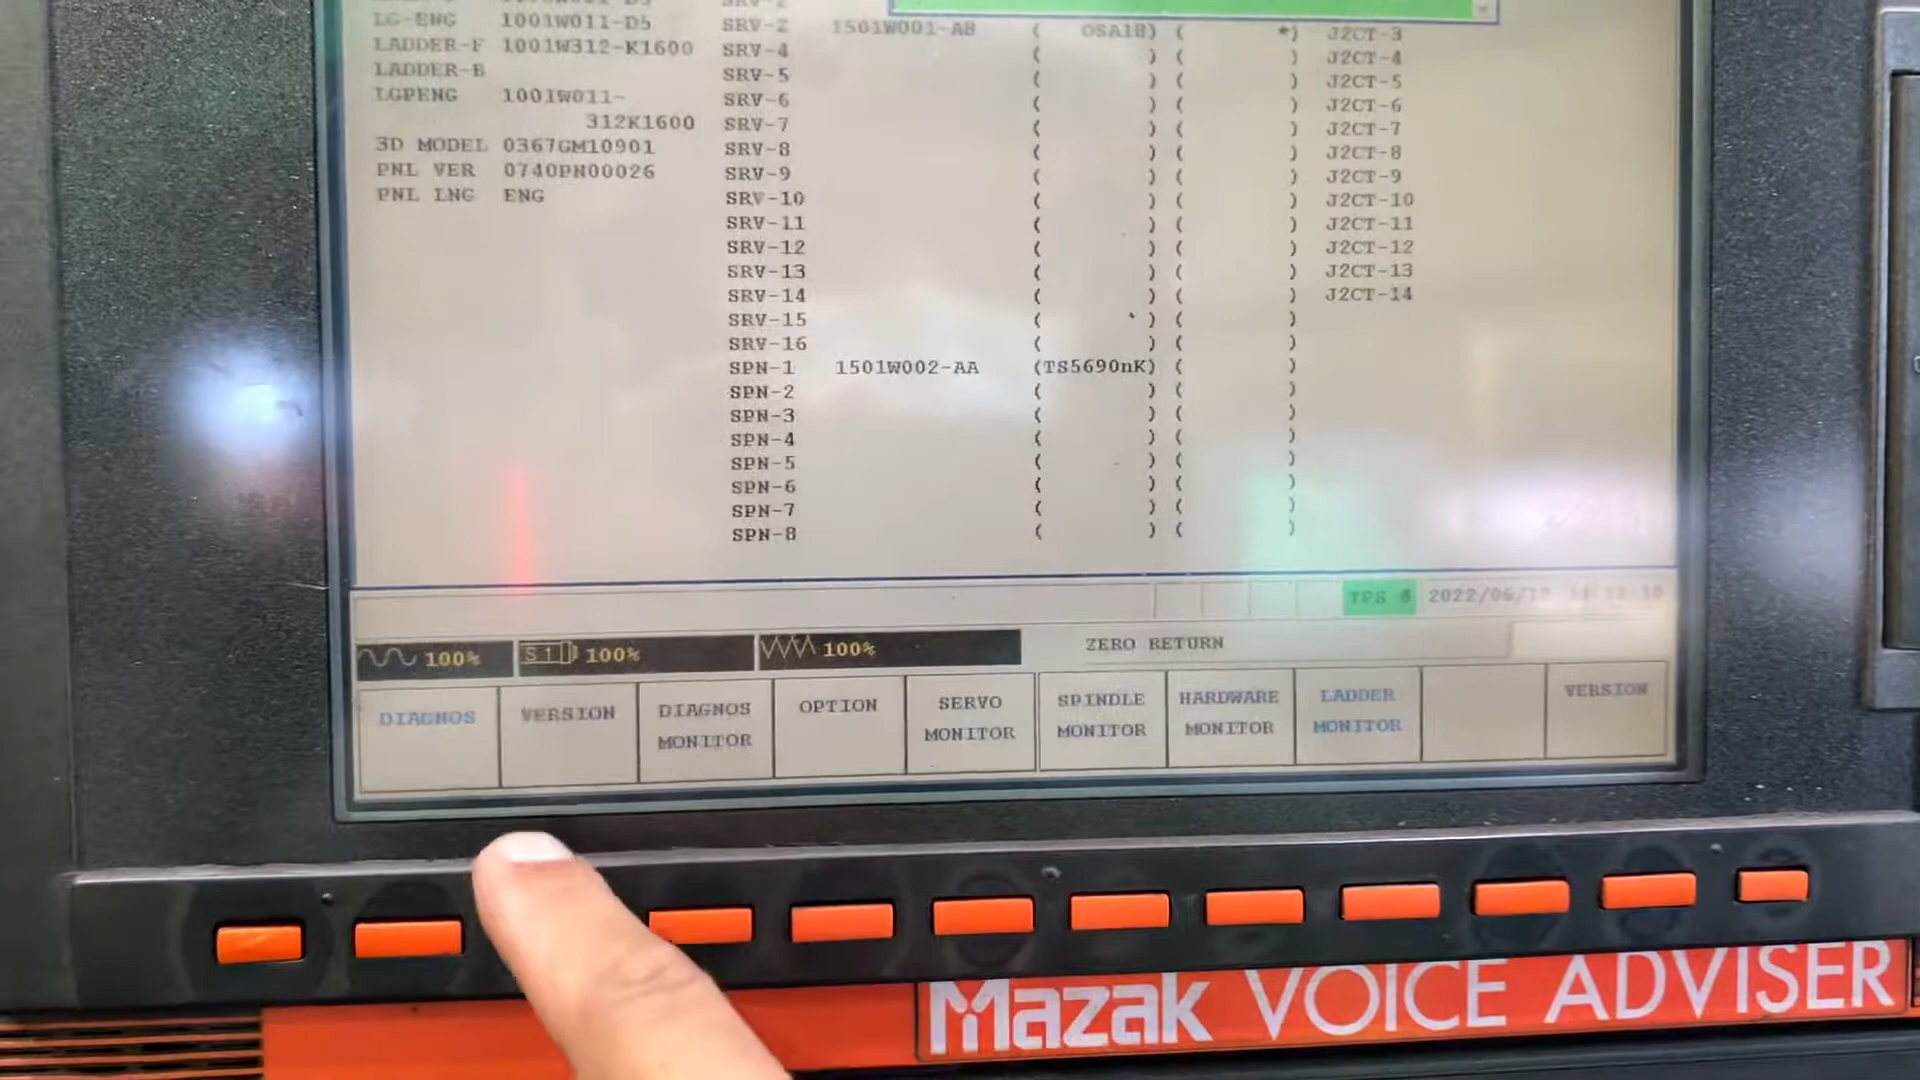 LG-ENG 1001W011-D5 SRV-Z 1501W001-AB ( OSA18) ( *) J2CT-3
LADDER-F 1001W312-K1600 SRV-4 ( ) ( ) J2CT-4
LADDER-B SRV-5 ( ) ( ) J2CT-5
LGPENG 1001W011- SRV-6 ( ) ( ) J2CT-6
312K1600 SRV-7 ( ) ( ) J2CT-7
3D MODEL 0367GM10901 SRV-8 ( ) ( ) J2CT-8
PNL VER 0740PN00026 SRV-9 ( ) ( ) J2CT-9
PNL LNG ENG SRV-10 ( ) ( ) J2CT-10
SRV-11 ( ) ( ) J2CT-11
SRV-12 ( ) ( ) J2CT-12
SRV-13 ( ) ( ) J2CT-13
SRV-14 ( ) ( ) J2CT-14
SRV-15 ( ) ( )
SRV-16 ( ) ( )
SPN-1 1501W002-AA (TS5690nK) ( )
SPN-2 ( ) ( )
SPN-3 ( ) ( )
SPN-4 ( ) ( )
SPN-5 ( ) ( )
SPN-6 ( ) ( )
SPN-7 ( ) ( )
SPN-8 ( ) ( )
TPS
100% S1 100% 100% ZERO RETURN
DIAGNOS VERSION DIAGNOS MONITOR OPTION SERVO MONITOR SPINDLE MONITOR HARDWARE MONITOR LADDER MONITOR VERSION
Mazak VOICE ADVISER